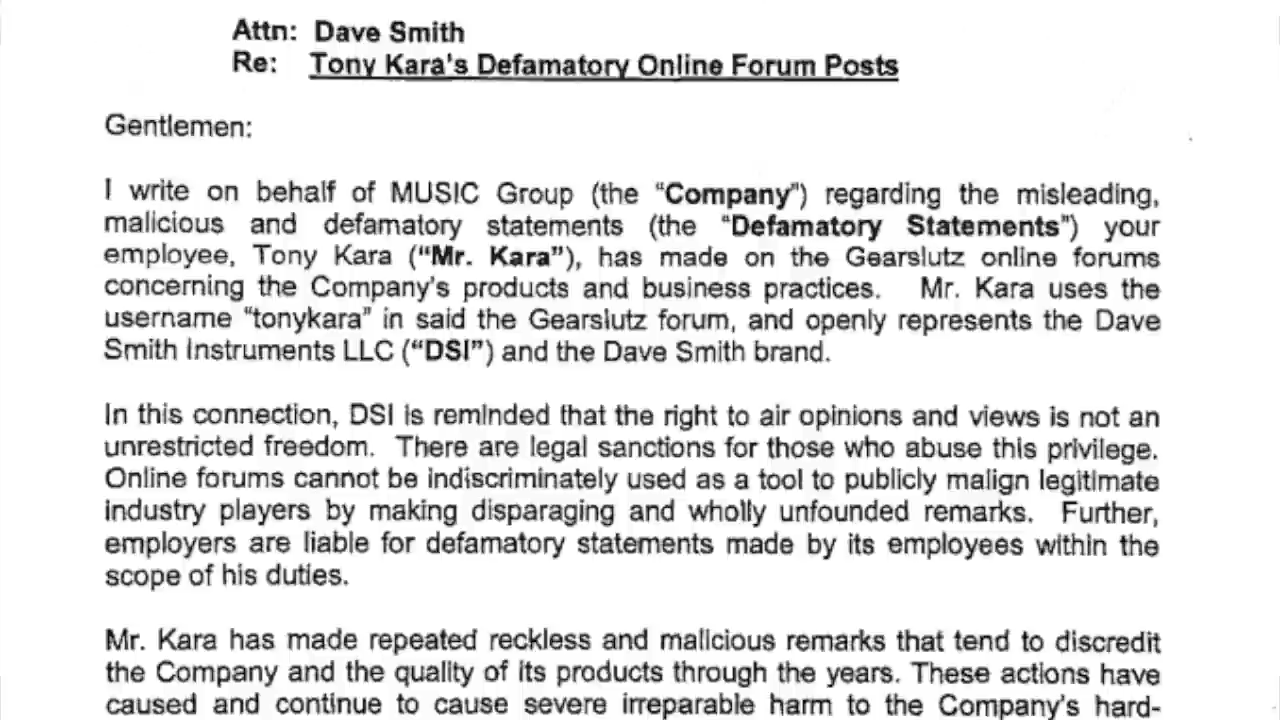 Attn: Dave Smith
Re: Tony Kara's Defamatory Online Forum Posts
Gentlemen:
I write on behalf of MUSIC Group (the “Company”) regarding the misleading,
malicious and defamatory statements (the “Defamatory Statements”) your
employee, Tony Kara (“Mr. Kara”), has made on the Gearslutz online forums
concerning the Company's products and business practices. Mr. Kara uses the
username “tonykara” in said the Gearslutz forum, and openly represents the Dave
Smith Instruments LLC (“DSI”) and the Dave Smith brand.
In this connection, DSI is reminded that the right to air opinions and views is not an
unrestricted freedom. There are legal sanctions for those who abuse this privilege.
Online forums cannot be indiscriminately used as a tool to publicly malign legitimate
industry players by making disparaging and wholly unfounded remarks. Further,
employers are liable for defamatory statements made by its employees within the
scope of his duties.
Mr. Kara has made repeated reckless and malicious remarks that tend to discredit
the Company and the quality of its products through the years. These actions have
caused and continue to cause severe irreparable harm to the Company's hard-